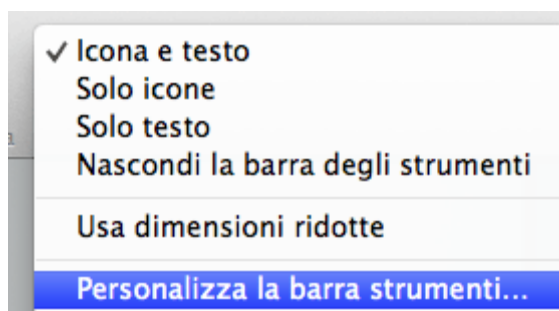 Icona e testo
Solo icone
Solo testo
Nascondi la barra degli strumenti
Usa dimensioni ridotte
Personalizza la barra strumenti...